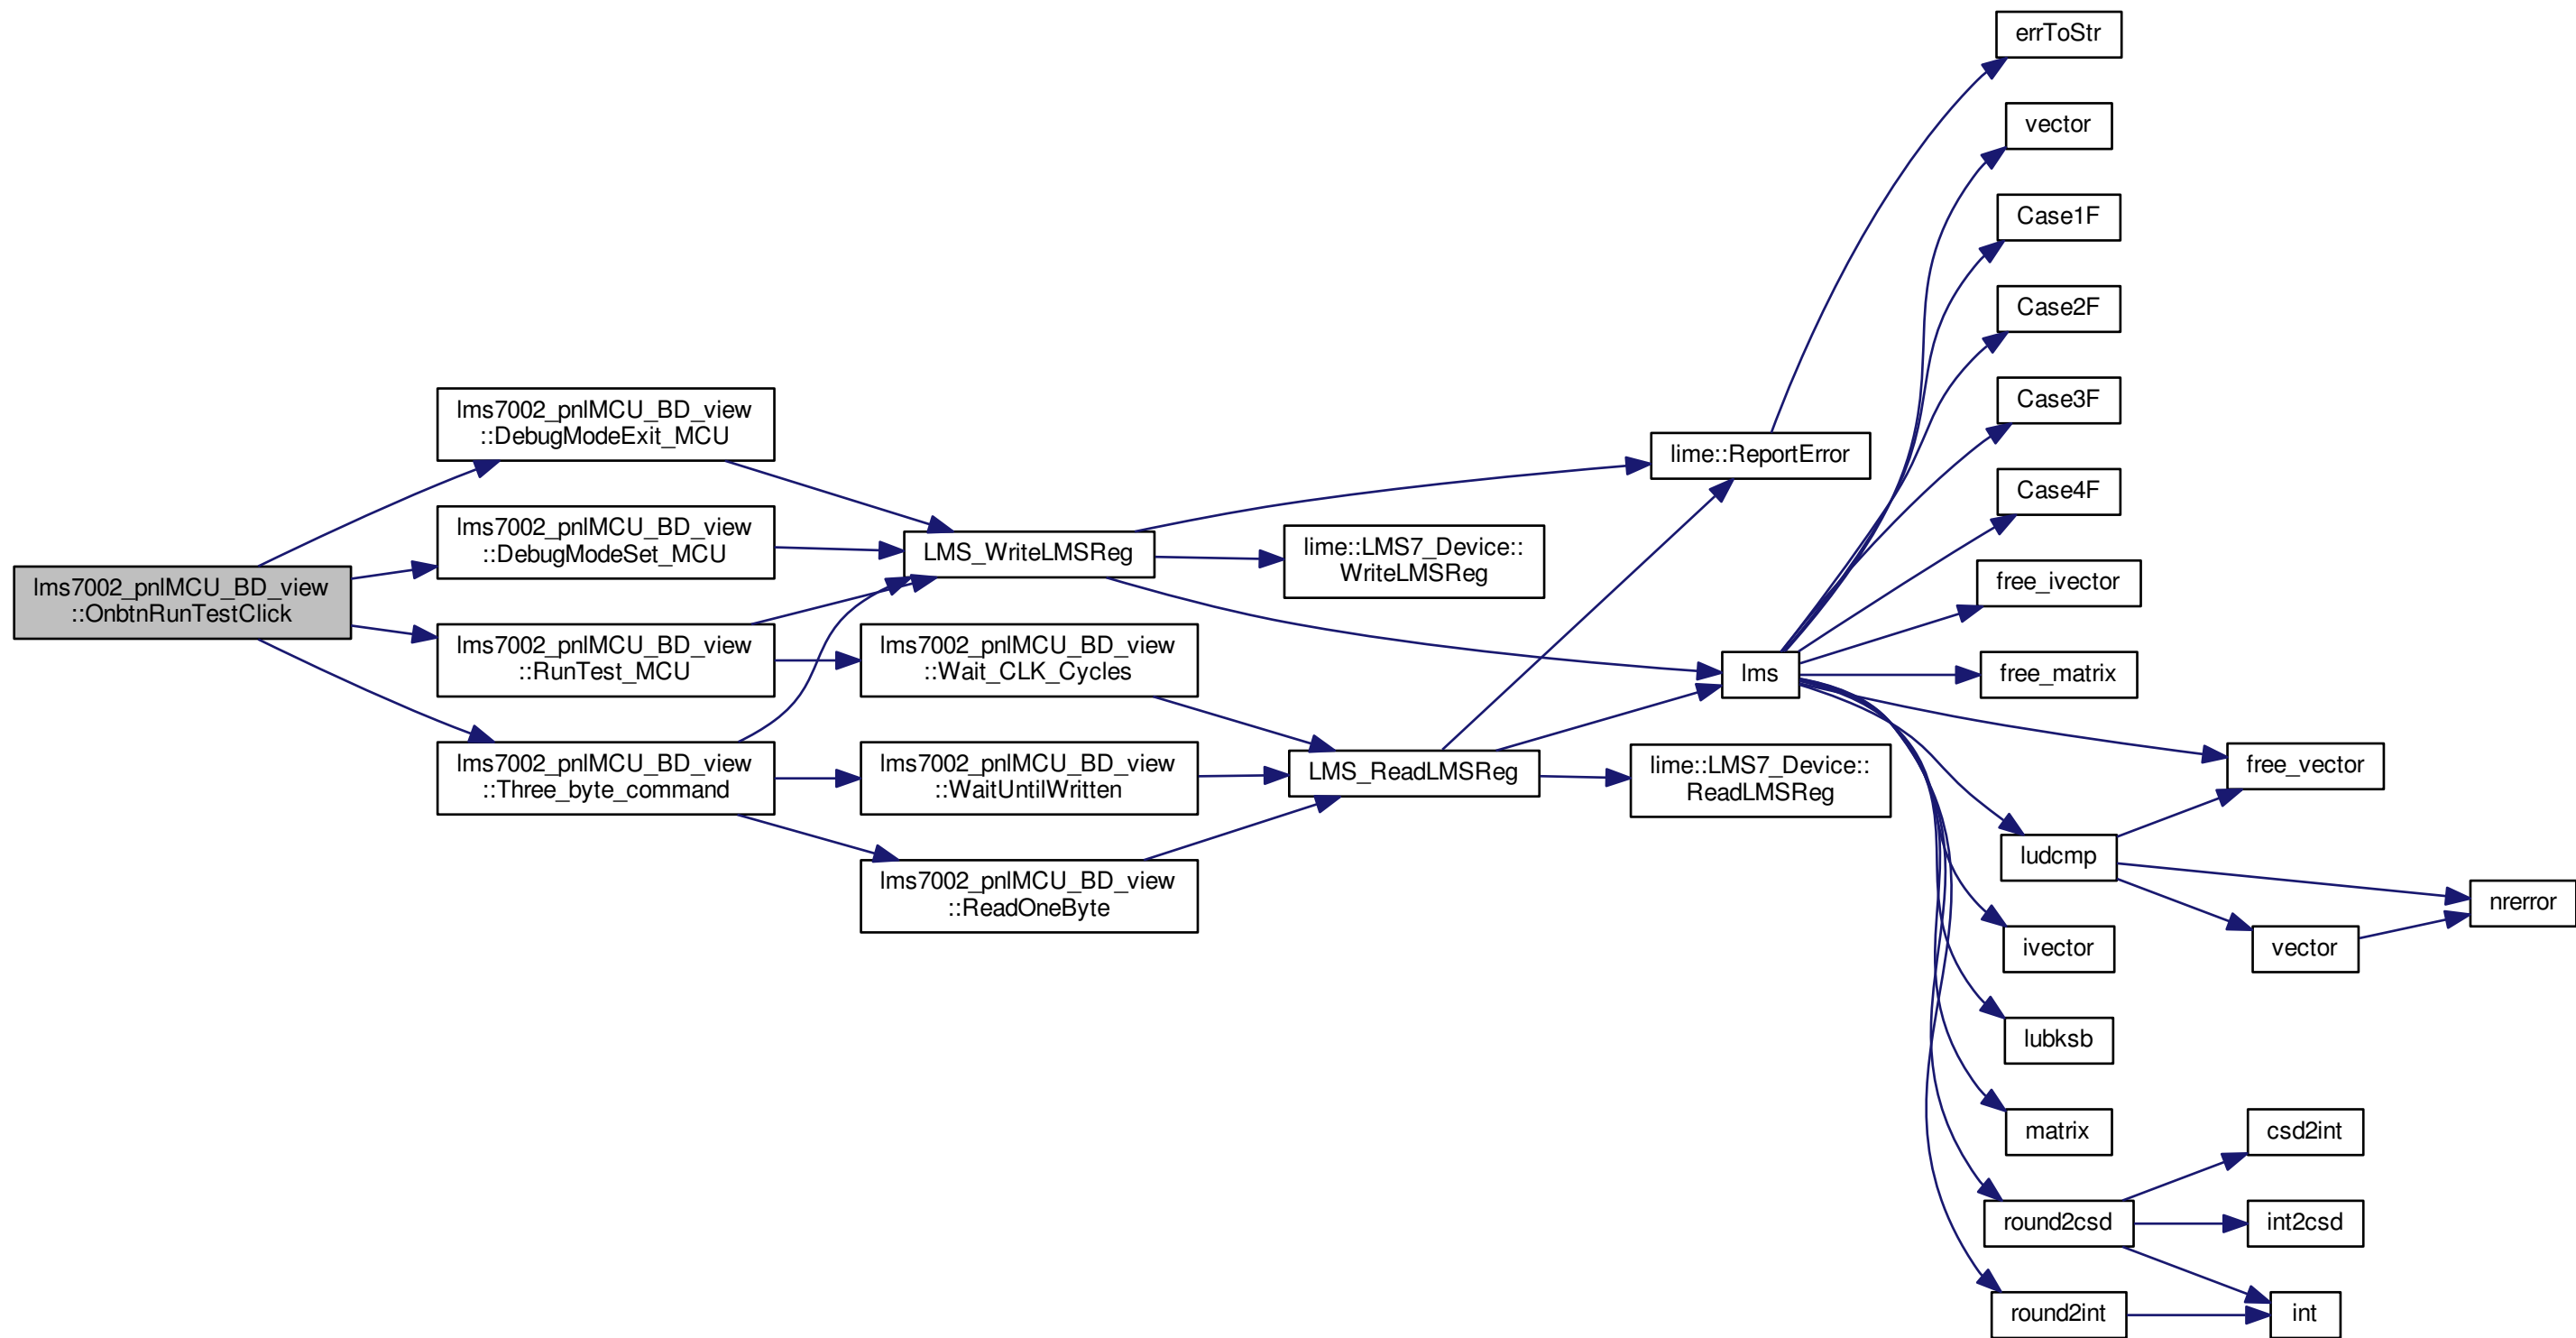 lms7002_pnlMCU_BD_view
::OnbtnRunTestClick
lms7002_pnlMCU_BD_view
::DebugModeExit_MCU
lms7002_pnlMCU_BD_view
::DebugModeSet_MCU
lms7002_pnlMCU_BD_view
::RunTest_MCU
lms7002_pnlMCU_BD_view
::Three_byte_command
LMS_WriteLMSReg
lms7002_pnlMCU_BD_view
::Wait_CLK_Cycles
lms7002_pnlMCU_BD_view
::WaitUntilWritten
lms7002_pnlMCU_BD_view
::ReadOneByte
lime::LMS7_Device::
WriteLMSReg
LMS_ReadLMSReg
lime::ReportError
lms
lime::LMS7_Device::
ReadLMSReg
errToStr
vector
Case1F
Case2F
Case3F
Case4F
free_ivector
free_matrix
free_vector
ludcmp
nrerror
ivector
vector
lubksb
matrix
csd2int
round2csd
int2csd
round2int
int